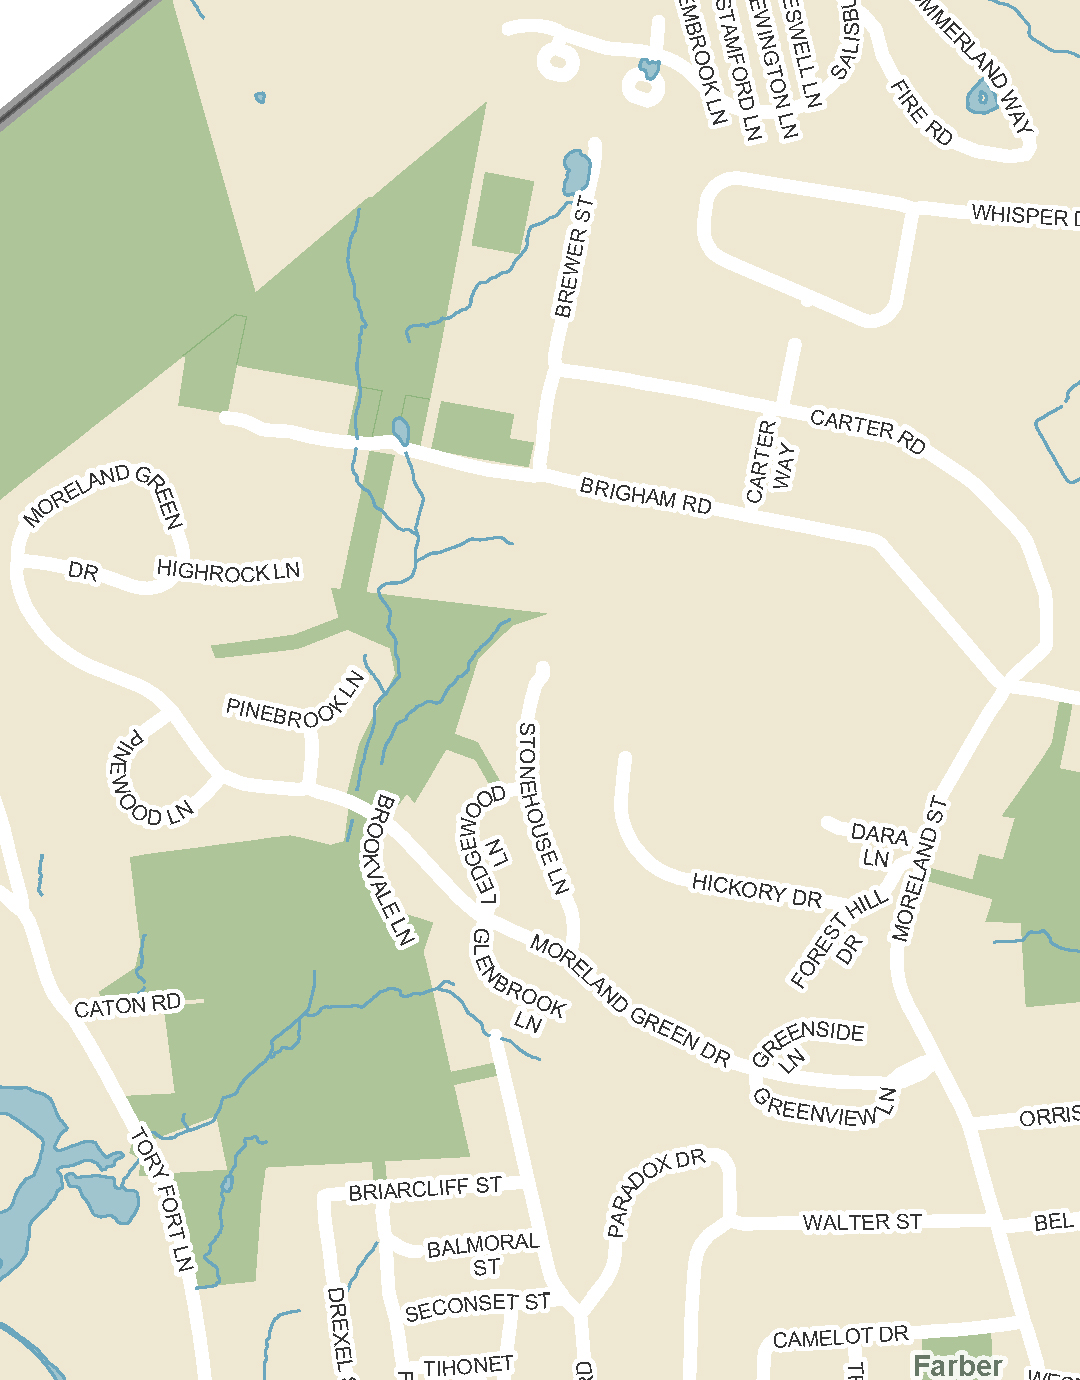 STAMFORD LN
FIRE RD
WHISPER
BREWER ST
CARTER RD
CARTER
WAY
BRIGHAM RD
MORELAND GREEN
DR
HIGHROCK LN
PINEBROOK LN
PINEWOOD LN
STONEHOUSE LN
LEDGEWOOD
LN
BROOKVALE LN
DARA
LN
HICKORY DR
FOREST HILL
DR
MORELAND ST
GLENBROOK
LN
MORELAND GREEN DR
CATON RD
GREENSIDE
LN
GREENVIEW LN
ORRIS
TORY FORT LN
PARADOX DR
BRIARCLIFF ST
WALTER ST
BEL
BALMORAL
ST
SECONSET ST
DREXEL
CAMELOT DR
TIHONET
Farber